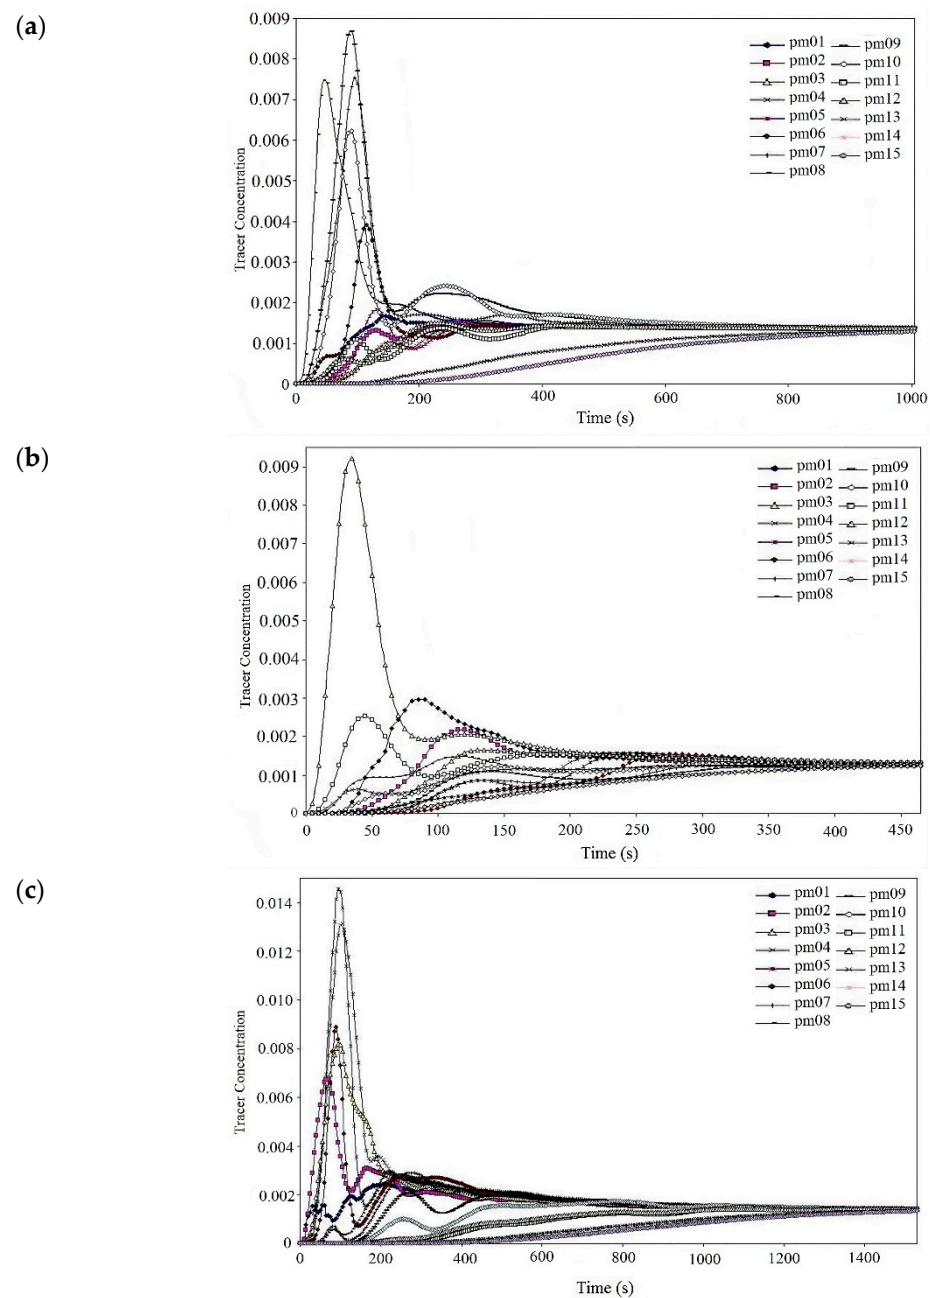 (a)
0.009
0.008
0.007
0.006
0.005
0.004
0.003
0.002
0.001
0
Tracer Concentration
0 200 400 600 800 1000
Time (s)
pm01 pm09
pm02 pm10
pm03 pm11
pm04 pm12
pm05 pm13
pm06 pm14
pm07 pm15
pm08
(b)
0.009
0.008
0.007
0.006
0.005
0.004
0.003
0.002
0.001
0
Tracer Concentration
0 50 100 150 200 250 300 350 400 450
Time (s)
pm01 pm09
pm02 pm10
pm03 pm11
pm04 pm12
pm05 pm13
pm06 pm14
pm07 pm15
pm08
(c)
0.014
0.012
0.010
0.008
0.006
0.004
0.002
0
Tracer Concentration
0 200 400 600 800 1000 1200 1400
Time (s)
pm01 pm09
pm02 pm10
pm03 pm11
pm04 pm12
pm05 pm13
pm06 pm14
pm07 pm15
pm08